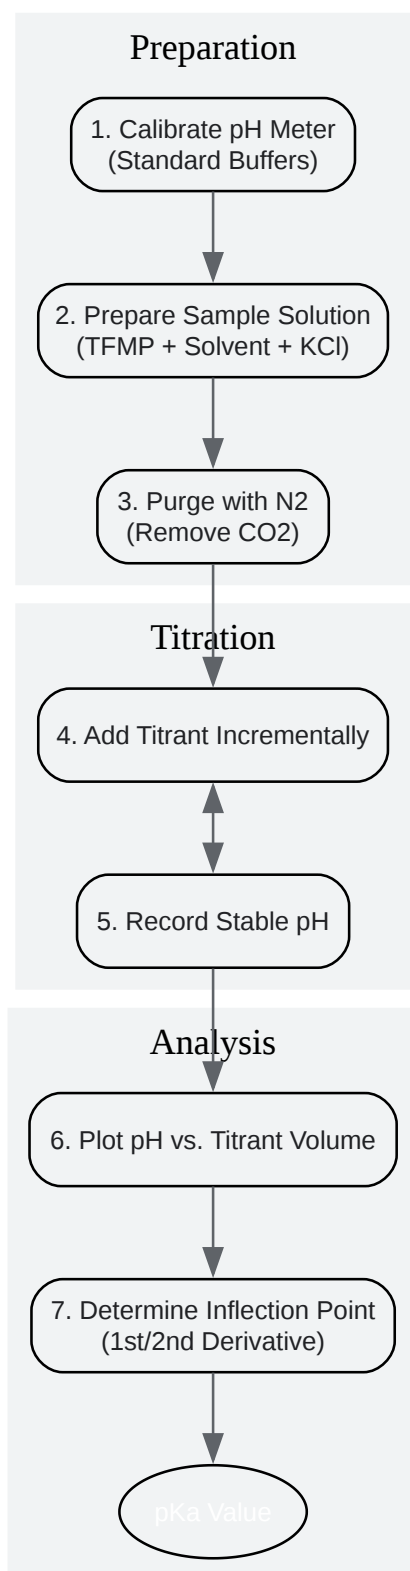 Preparation
1. Calibrate pH Meter
(Standard Buffers)
2. Prepare Sample Solution
(TFMP + Solvent + KCl)
3. Purge with N2
(Remove CO2)
Titration
4. Add Titrant Incrementally
5. Record Stable pH
Analysis
6. Plot pH vs. Titrant Volume
7. Determine Inflection Point
(1st/2nd Derivative)
pKa Value